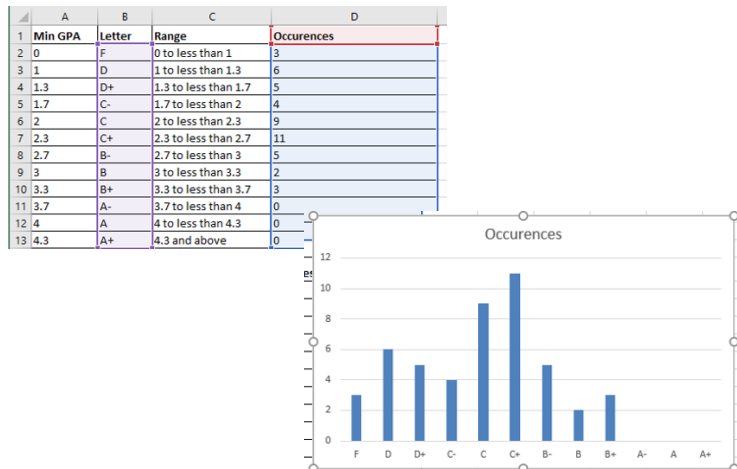 A B C D
1 Min GPA Letter Range Occurences
2 0 F 0 to less than 1 3
3 1 D 1 to less than 1.3 6
4 1.3 D+ 1.3 to less than 1.7 5
5 1.7 C- 1.7 to less than 2 4
6 2 C 2 to less than 2.3 9
7 2.3 C+ 2.3 to less than 2.7 11
8 2.7 B- 2.7 to less than 3 5
9 3 B 3 to less than 3.3 2
10 3.3 B+ 3.3 to less than 3.7 3
11 3.7 A- 3.7 to less than 4 0
12 4 A 4 to less than 4.3 0
13 4.3 A+ 4.3 and above 0
Occurences
12
10
8
6
4
2
0
F D D+ C- C C+ B- B B+ A- A A+